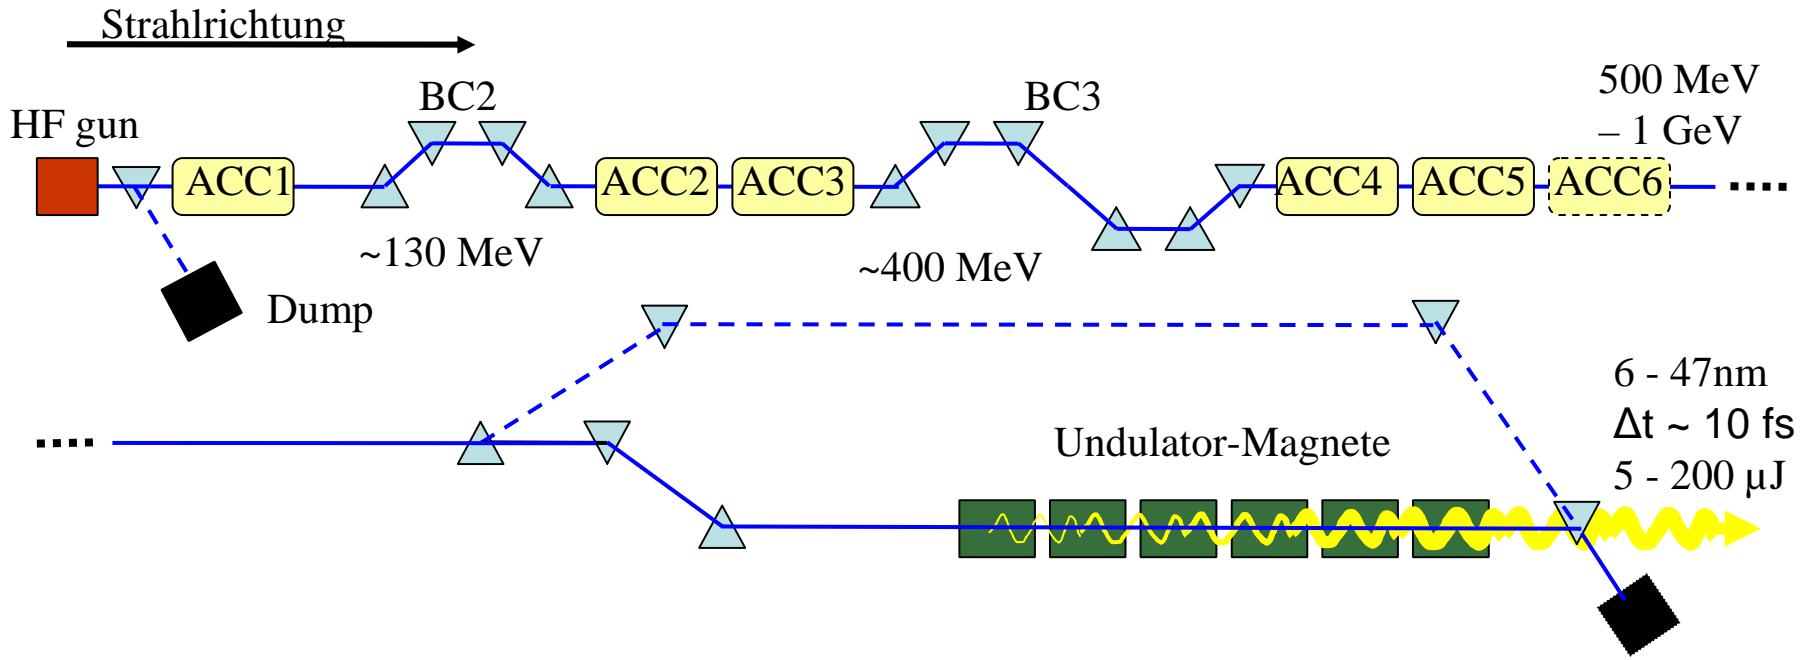 Strahlrichtung
BC2
BC3
500 MeV
– 1 GeV
HF gun
ACC1
ACC2
ACC3
ACC4
ACC5
ACC6
~130 MeV
~400 MeV
Dump
6 - 47nm
Δt ~ 10 fs
5 - 200 µJ
Undulator-Magnete